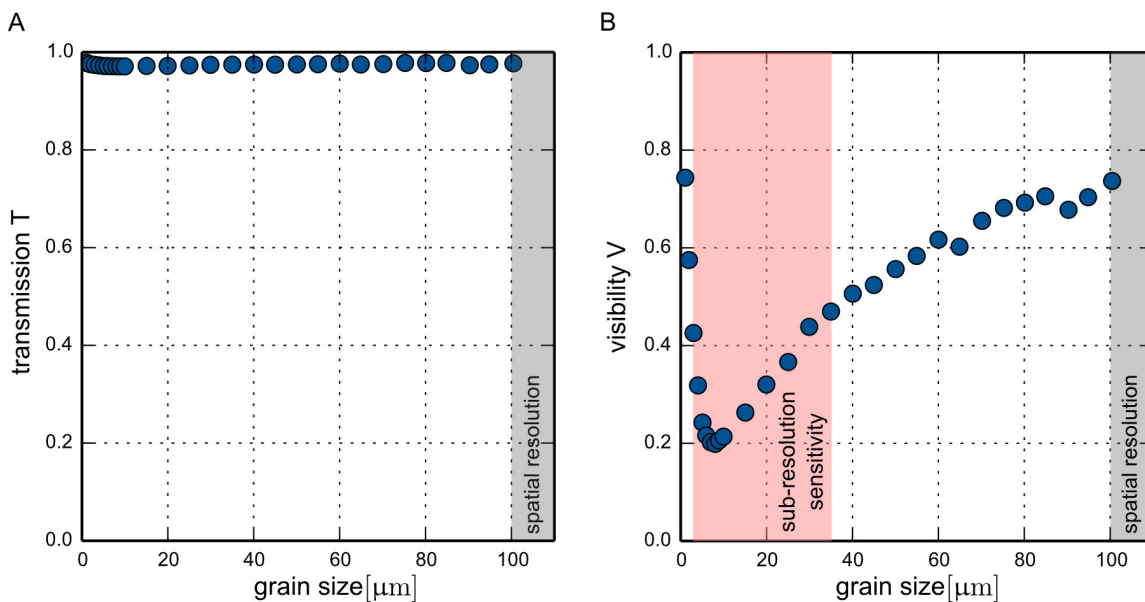 A
1.0
0.8
0.6
0.4
0.2
0.0
transmission T
0
20
40
60
80
100
grain size[μm]
spatial resolution
B
1.0
0.8
0.6
0.4
0.2
0.0
visibility V
0
20
40
60
80
100
grain size[μm]
sub-resolution
sensitivity
spatial resolution